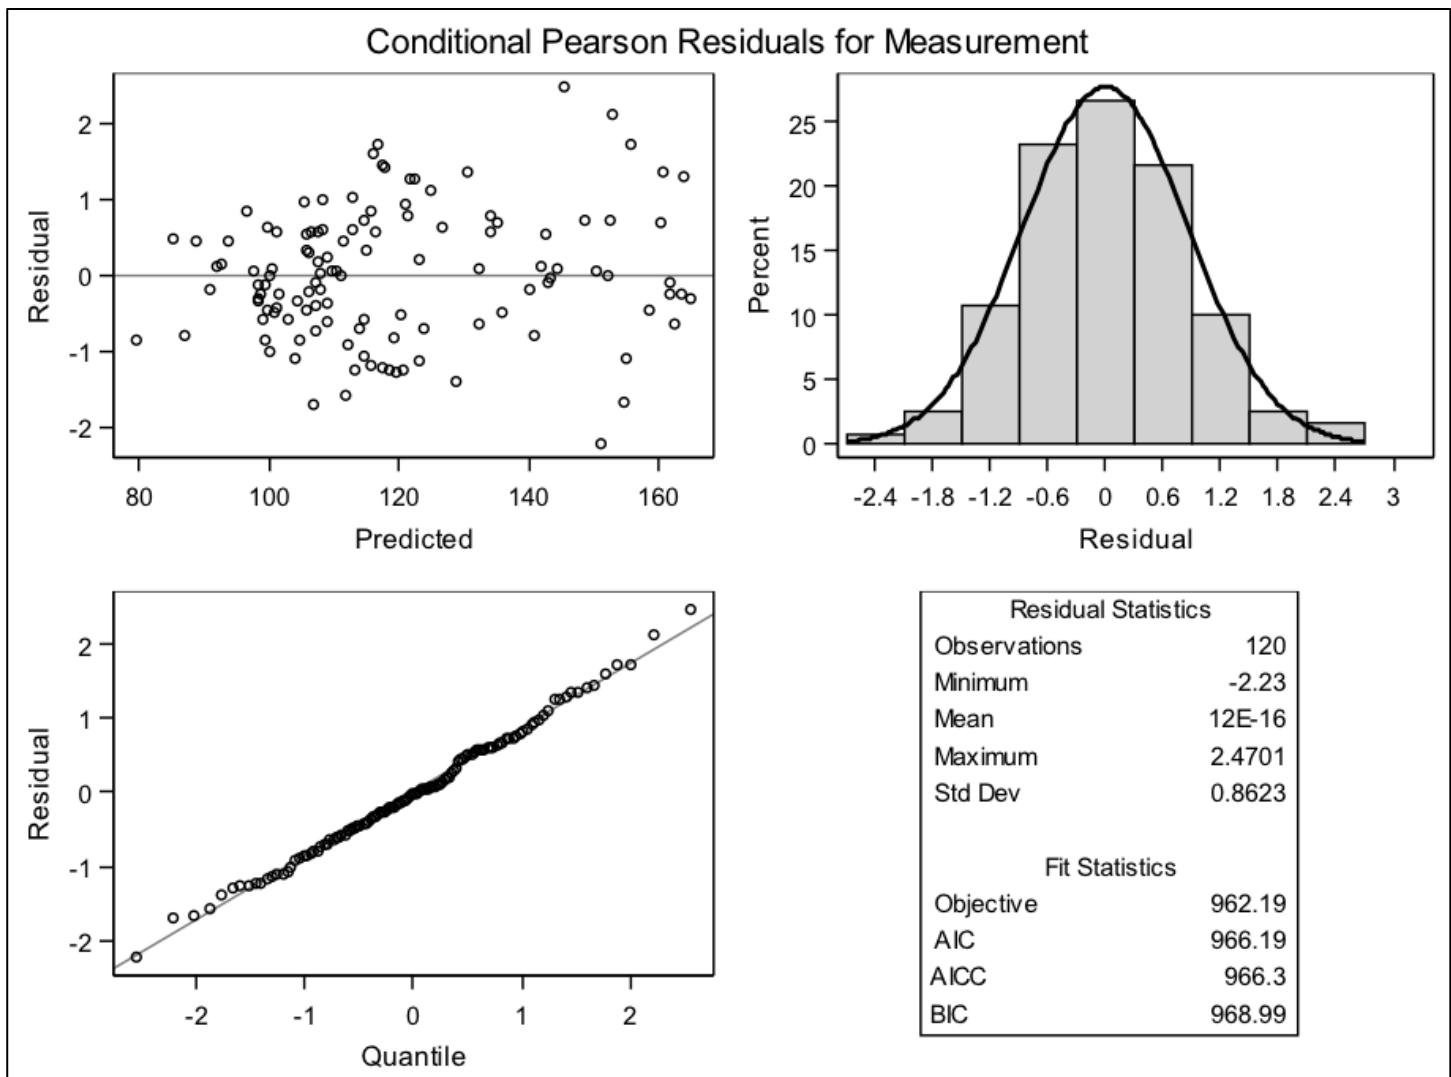 Conditional Pearson Residuals for Measurement
2
1
0
-1
-2
Residual
80 100 120 140 160
Predicted
25
20
15
10
5
0
Percent
-2.4 -1.8 -1.2 -0.6 0 0.6 1.2 1.8 2.4 3
Residual
2
1
0
-1
-2
Residual
-2 -1 0 1 2
Quantile
Residual Statistics
Observations 120
Minimum -2.23
Mean 12E-16
Maximum 2.4701
Std Dev 0.8623
Fit Statistics
Objective 962.19
AIC 966.19
AICC 966.3
BIC 968.99